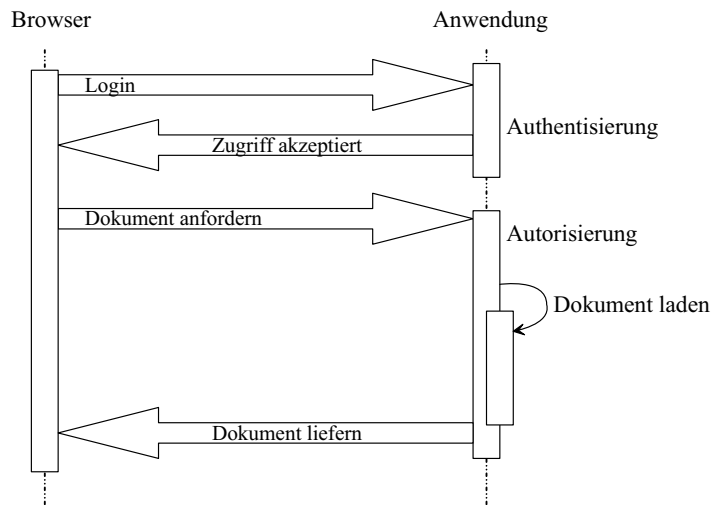 Browser
Anwendung
Login
Authentisierung
Zugriff akzeptiert
Dokument anfordern
Autorisierung
Dokument laden
Dokument liefern